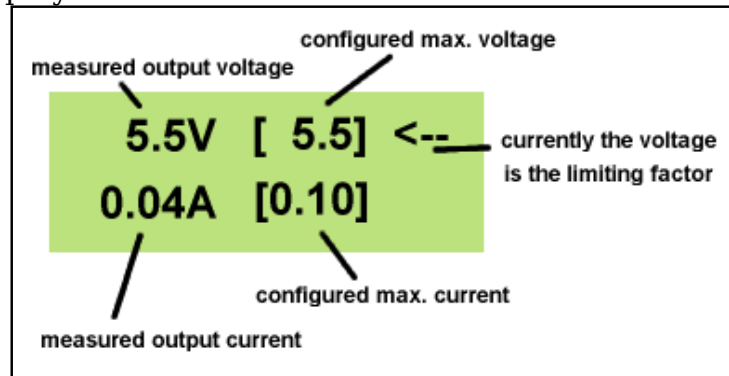 configured max. voltage
measured output voltage
5.5V [ 5.5] <--
currently the voltage
is the limiting factor
0.04A [0.10]
configured max. current
measured output current